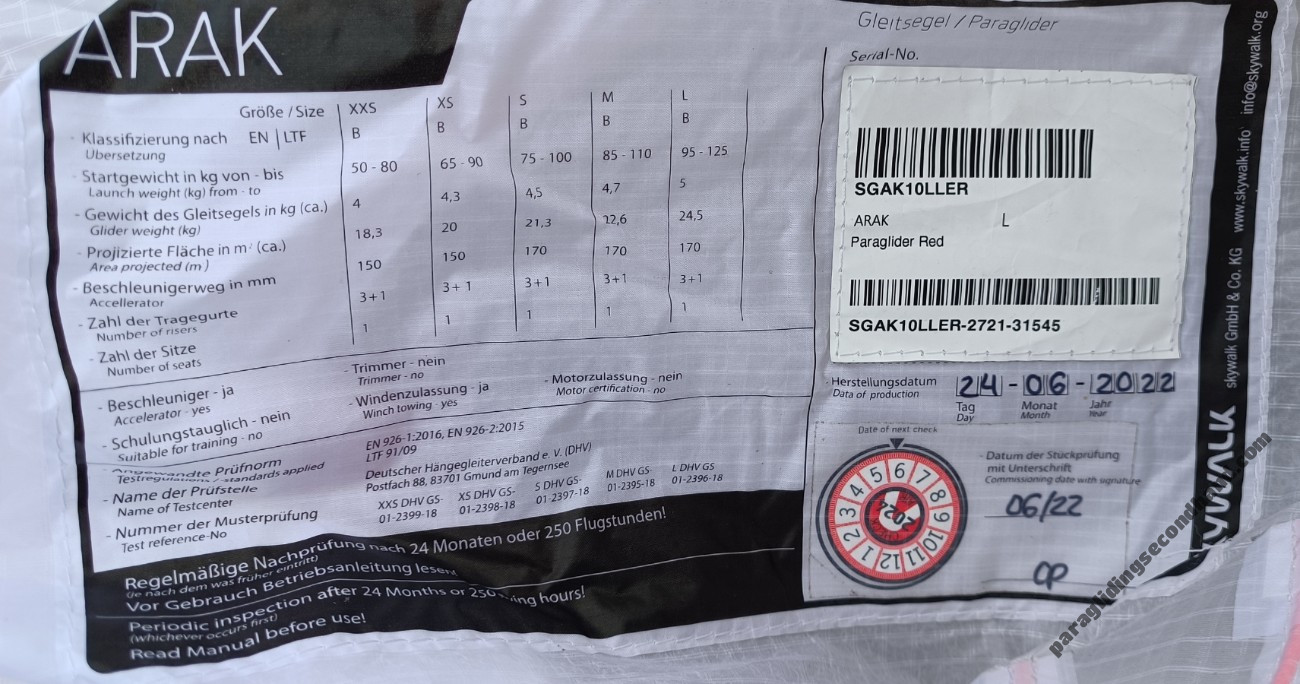 ARAK
Größe / Size XXS XS S M L
- Klassifizierung nach EN | LTF B B B B B
Übersetzung
- Startgewicht in kg von - bis 50 - 80 65 - 90 75 - 100 85 - 110 95 - 125
Launch weight (kg) from - to
- Gewicht des Gleitsegels in kg (ca.) 4 4,3 4,5 4,7 5
Glider weight (kg)
- Projizierte Fläche in m² (ca.) 18,3 20 21,3 22,6 24,5
Area projected (m )
- Beschleunigerweg in mm 150 150 170 170 170
Accellerator
- Zahl der Tragegurte 3+1 3+1 3+1 3+1 3+1
Number of risers
- Zahl der Sitze 1 1 1 1 1
Number of seats
- Beschleuniger - ja - Trimmer - nein
Accelerator - yes Trimmer - no
- Schulungstauglich - nein - Windenzulassung - ja - Motorzulassung - nein
Suitable for training - no Winch towing - yes Motor certification - no
Angewandte Prüfnorm EN 926-1:2016, EN 926-2:2015
Testregulations / standards applied LTF 91/09
- Name der Prüfstelle Deutscher Hängegleiterverband e. V. (DHV)
Name of Testcenter Postfach 88, 83701 Gmund am Tegernsee
- Nummer der Musterprüfung XXS DHV GS- XS DHV GS- S DHV GS- M DHV GS- L DHV GS
Test reference-No 01-2399-18 01-2398-18 01-2397-18 01-2395-18 01-2396-18
Regelmäßige Nachprüfung nach 24 Monaten oder 250 Flugstunden!
(je nach dem was früher eintritt)
Vor Gebrauch Betriebsanleitung lesen
Periodic inspection after 24 Months or 250 hours!
(whichever occurs first)
Read Manual before use!
Gleitsegel / Paraglider
Serial-No.
SGAK10LLER
ARAK L
Paraglider Red
SGAK10LLER-2721-31545
Herstellungsdatum 24-06-2022
Data of production
Tag Monat Jahr
Day Month Year
Date of next check
1 2 3 4 5 6 7 8 9 10 11 12
2024
- Datum der Stückprüfung
mit Unterschrift
Commissioning date with signature
06/22
CP
skywalk GmbH & Co. KG www.skywalk.info info@skywalk.org
paraglidingsecondhand.com